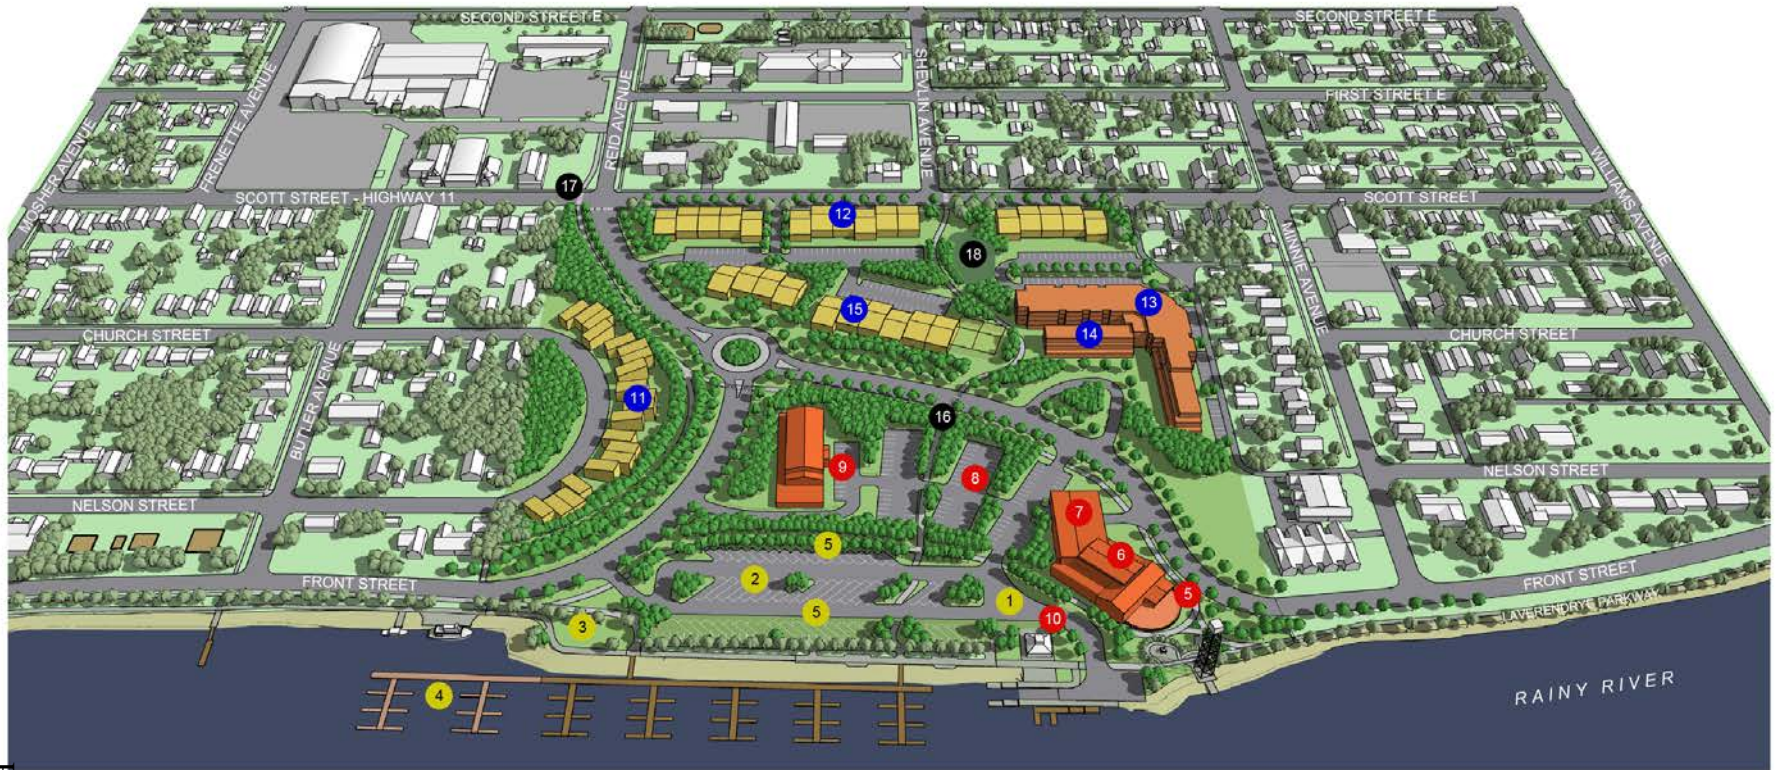 SECOND STREET E
SECOND STREET E
FRENETTE AVENUE
REID AVENUE
SHEVLIN AVENUE
FIRST STREET E
MOSHER AVENUE
WILLIAMS AVENUE
17
SCOTT STREET - HIGHWAY 11
SCOTT STREET
12
18
MINNIE AVENUE
13
15
14
CHURCH STREET
CHURCH STREET
BUTLER AVENUE
11
16
9
8
NELSON STREET
NELSON STREET
7
5
6
FRONT STREET
FRONT STREET
2
1
5
5
LAVERENDRYE PARKWAY
3
10
4
RAINY RIVER